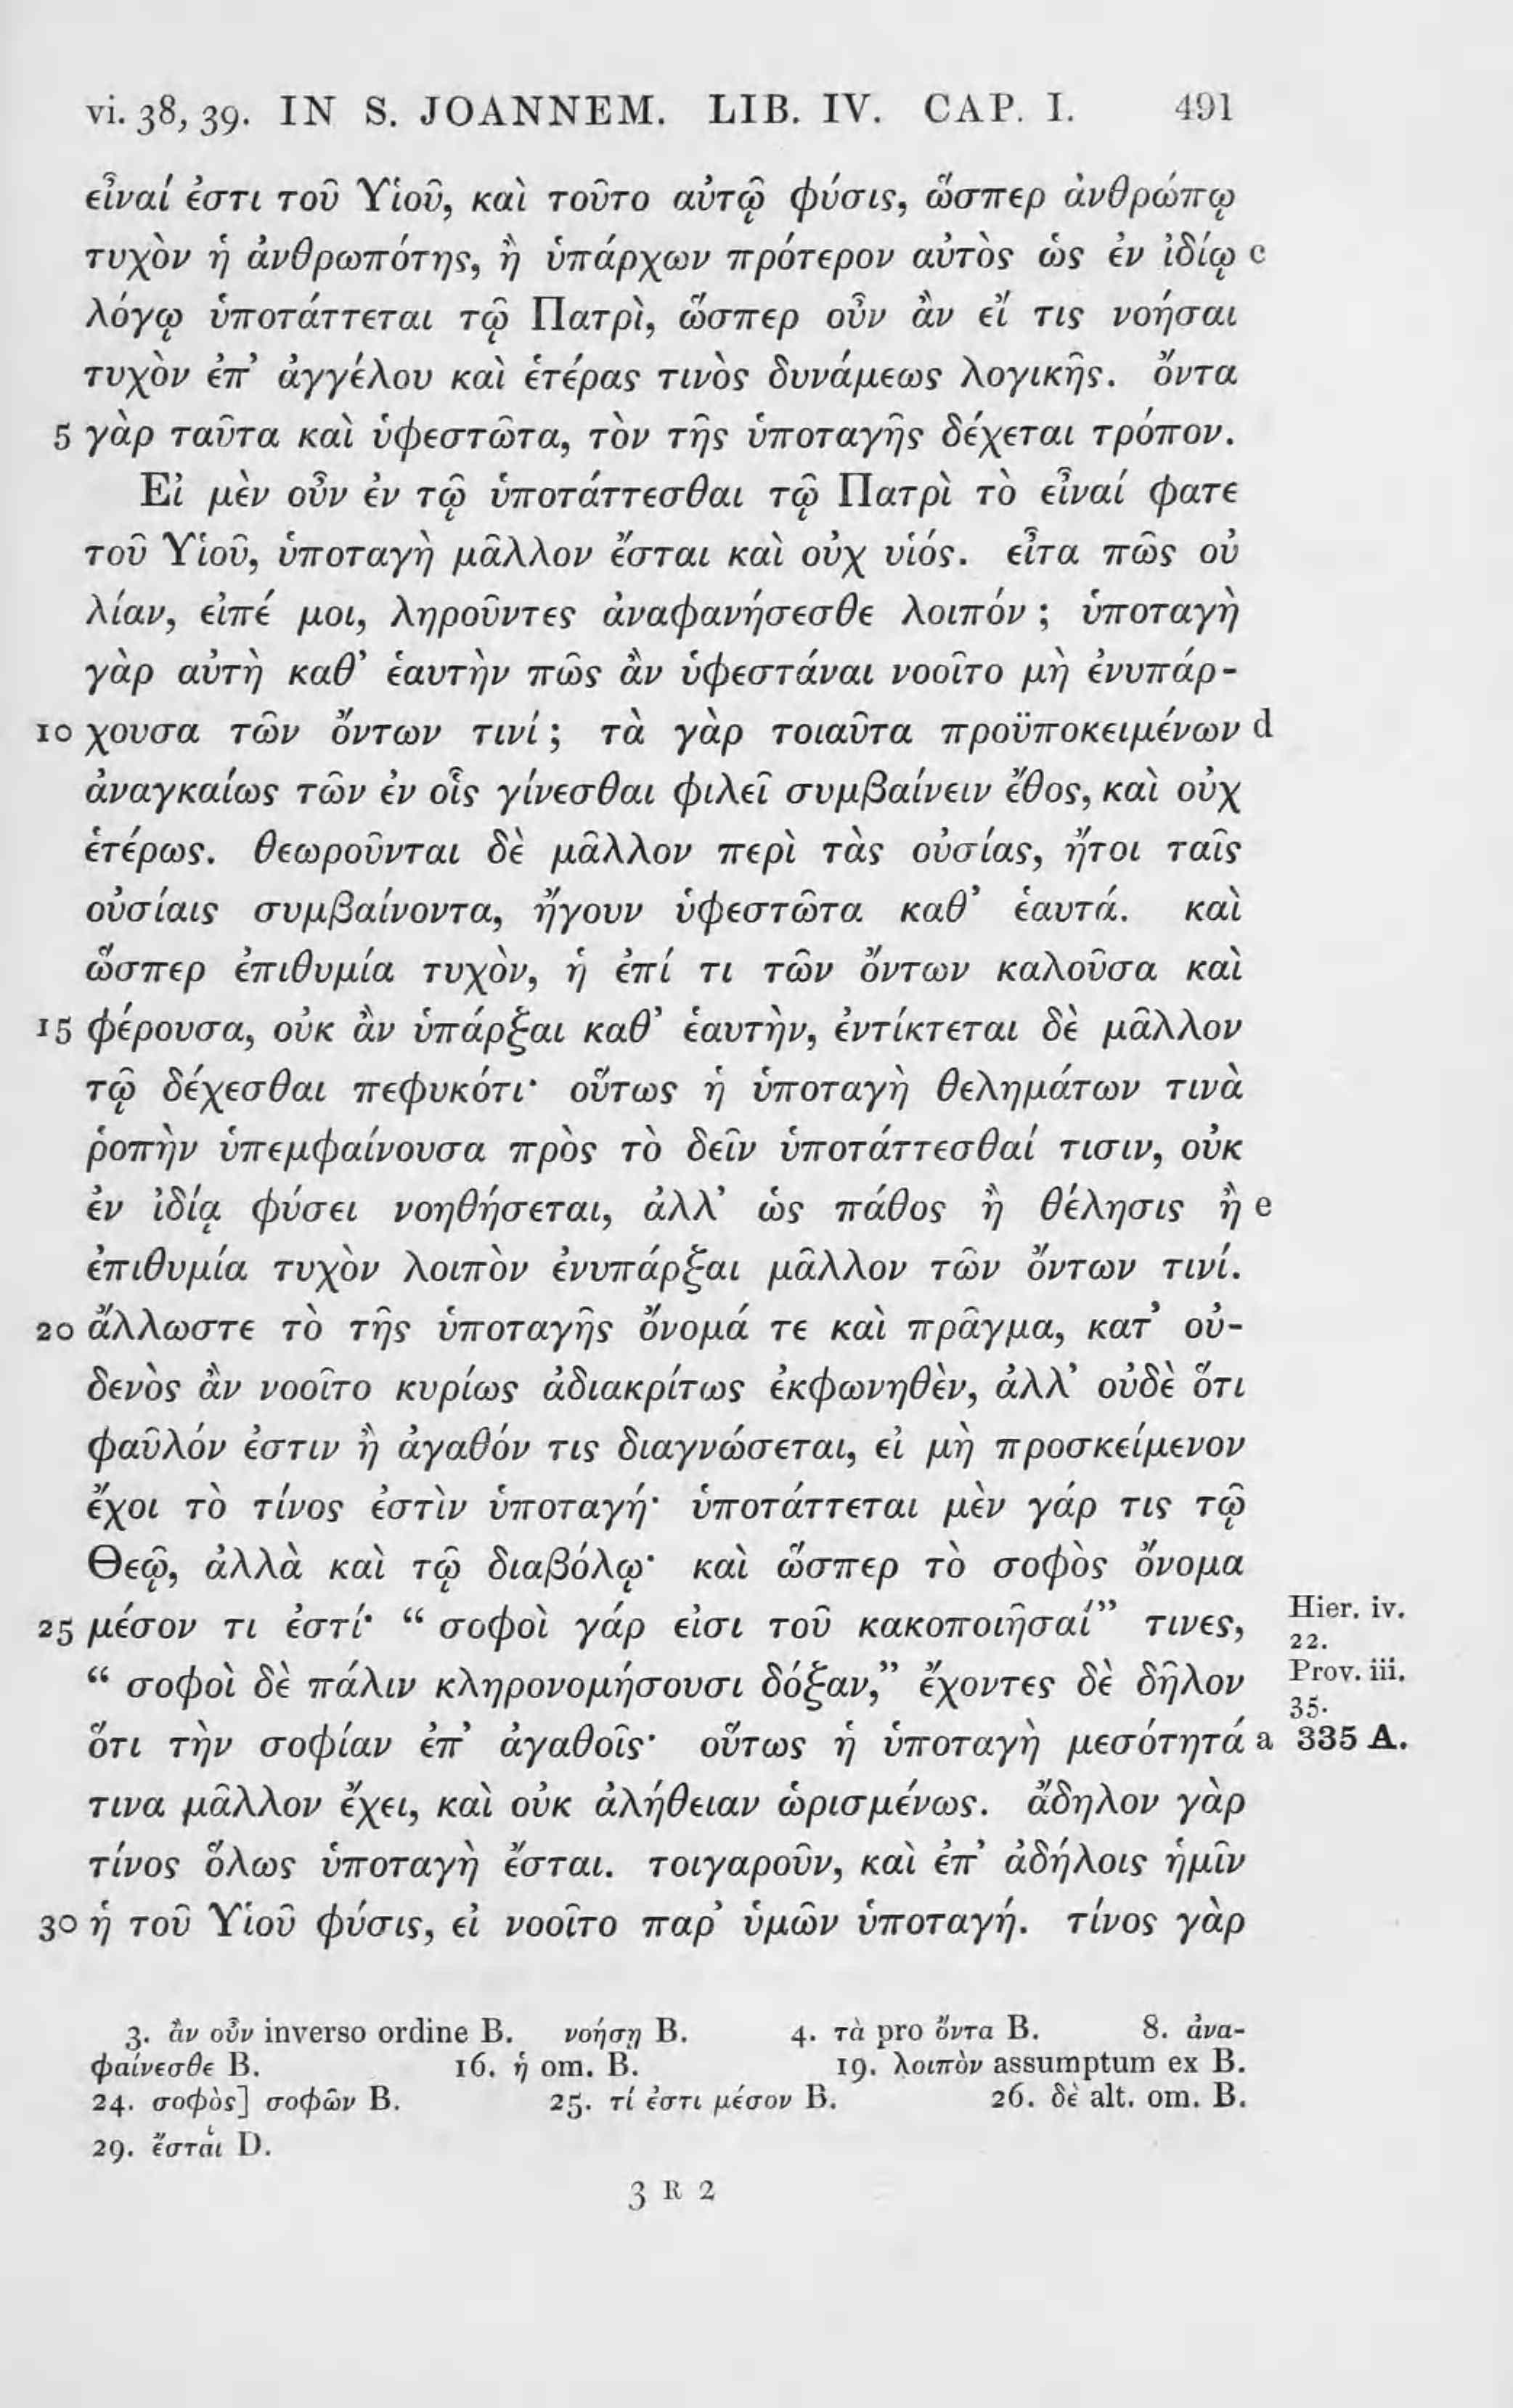 vi. 38, 39. IN S. JOANNEM. LIB. IV. CAP. I. 491
εἶναί ἐστι τοῦ Υἱοῦ, καὶ τοῦτο αὐτῷ φύσις, ὥσπερ ἀνθρώπῳ
τυχὸν ἡ ἀνθρωπότης, ἢ ὑπάρχων πρότερον αὐτὸς ὡς ἐν ἰδίῳ c
λόγῳ ὑποτάττεται τῷ Πατρὶ, ὥσπερ οὖν ἂν εἴ τις νοήσαι
τυχὸν ἐπ’ ἀγγέλου καὶ ἑτέρας τινὸς δυνάμεως λογικῆς. ὄντα
5 γὰρ ταῦτα καὶ ὑφεστῶτα, τὸν τῆς ὑποταγῆς δέχεται τρόπον.
Εἰ μὲν οὖν ἐν τῷ ὑποτάττεσθαι τῷ Πατρὶ τὸ εἶναί φατε
τοῦ Υἱοῦ, ὑποταγὴ μᾶλλον ἔσται καὶ οὐχ υἱός. εἶτα πῶς οὐ
λίαν, εἰπέ μοι, ληροῦντες ἀναφανήσεσθε λοιπόν ; ὑποταγὴ
γὰρ αὐτὴ καθ’ ἑαυτὴν πῶς ἂν ὑφεστάναι νοοῖτο μὴ ἐνυπάρ-
10 χουσα τῶν ὄντων τινί ; τὰ γὰρ τοιαῦτα προϋποκειμένων d
ἀναγκαίως τῶν ἐν οἷς γίνεσθαι φιλεῖ συμβαίνειν ἔθος, καὶ οὐχ
ἑτέρως. θεωροῦνται δὲ μᾶλλον περὶ τὰς οὐσίας, ἤτοι ταῖς
οὐσίαις συμβαίνοντα, ἤγουν ὑφεστῶτα καθ’ ἑαυτά. καὶ
ὥσπερ ἐπιθυμία τυχὸν, ἡ ἐπί τι τῶν ὄντων καλοῦσα καὶ
15 φέρουσα, οὐκ ἂν ὑπάρξαι καθ’ ἑαυτὴν, ἐντίκτεται δὲ μᾶλλον
τῷ δέχεσθαι πεφυκότι· οὕτως ἡ ὑποταγὴ θελημάτων τινὰ
ῥοπὴν ὑπεμφαίνουσα πρὸς τὸ δεῖν ὑποτάττεσθαί τισιν, οὐκ
ἐν ἰδίᾳ φύσει νοηθήσεται, ἀλλ’ ὡς πάθος ἢ θέλησις ἢ e
ἐπιθυμία τυχὸν λοιπὸν ἐνυπάρξαι μᾶλλον τῶν ὄντων τινί.
20 ἄλλωστε τὸ τῆς ὑποταγῆς ὄνομά τε καὶ πρᾶγμα, κατ’ οὐ-
δενὸς ἂν νοοῖτο κυρίως ἀδιακρίτως ἐκφωνηθὲν, ἀλλ’ οὐδὲ ὅτι
φαῦλόν ἐστιν ἢ ἀγαθόν τις διαγνώσεται, εἰ μὴ προσκείμενον
ἔχοι τὸ τίνος ἐστὶν ὑποταγή· ὑποτάττεται μὲν γάρ τις τῷ
Θεῷ, ἀλλὰ καὶ τῷ διαβόλῳ· καὶ ὥσπερ τὸ σοφὸς ὄνομα
25 μέσον τι ἐστί· “ σοφοὶ γάρ εἰσι τοῦ κακοποιῆσαί” τινες, Hier. iv. 22.
“ σοφοὶ δὲ πάλιν κληρονομήσουσι δόξαν,” ἔχοντες δὲ δῆλον Prov. iii. 35.
ὅτι τὴν σοφίαν ἐπ’ ἀγαθοῖς· οὕτως ἡ ὑποταγὴ μεσότητά a 335 A.
τινα μᾶλλον ἔχει, καὶ οὐκ ἀλήθειαν ὡρισμένως. ἄδηλον γὰρ
τίνος ὅλως ὑποταγὴ ἔσται. τοιγαροῦν, καὶ ἐπ’ ἀδήλοις ἡμῖν
30 ἡ τοῦ Υἱοῦ φύσις, εἰ νοοῖτο παρ’ ὑμῶν ὑποταγή. τίνος γὰρ
3. ἂν οὖν inverso ordine B. νοήσῃ B. 4. τὰ pro ὄντα B. 8. ἀνα-
φαίνεσθε B. 16. ἡ om. B. 19. λοιπὸν assumptum ex B.
24. σοφὸς] σοφῶν B. 25. τί ἐστι μέσον B. 26. δὲ alt. om. B.
29. ἔσται D.
3 R 2